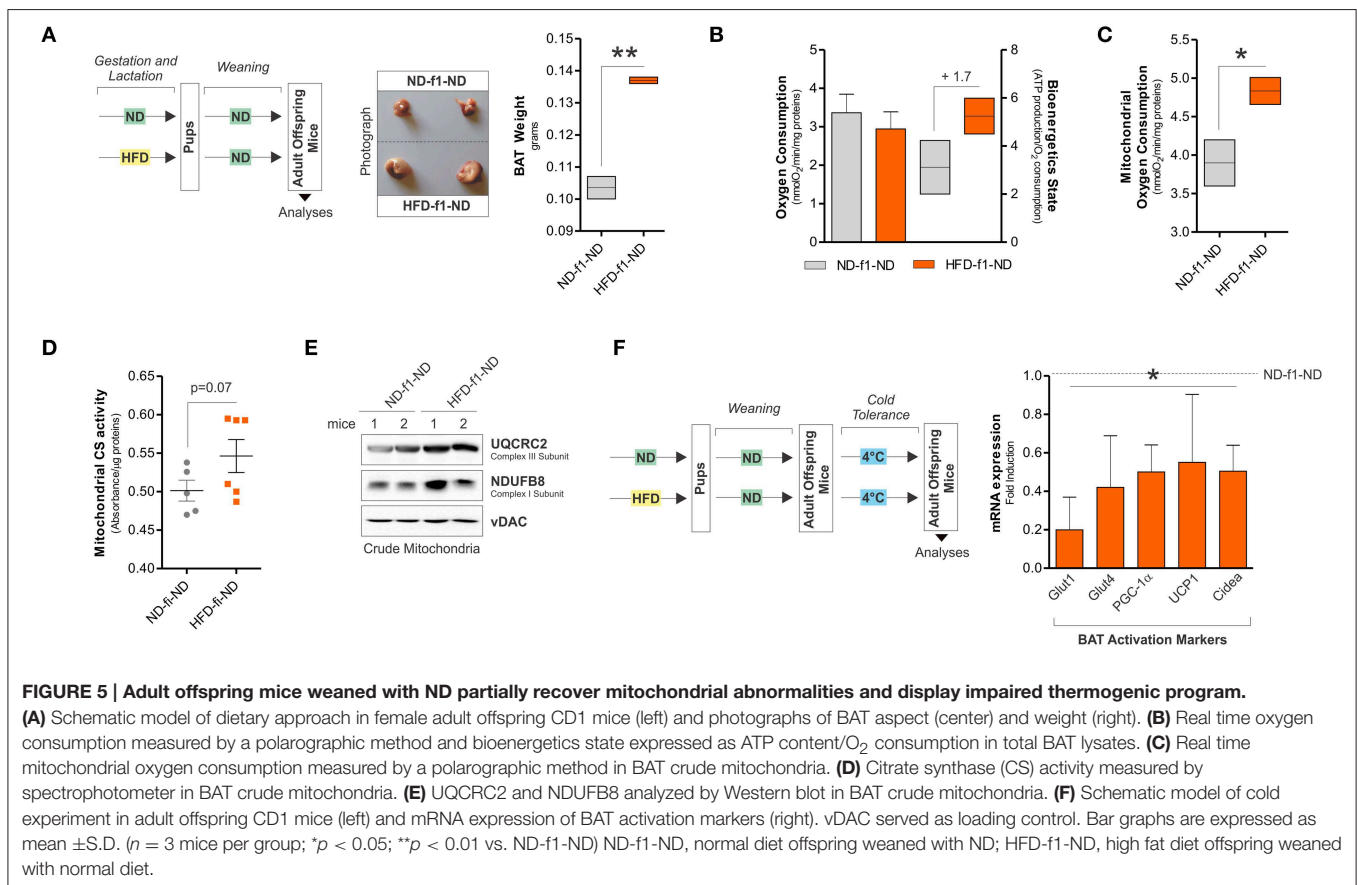 A
Gestation and
Lactation
Weaning
ND
ND
HFD
ND
Pups
Adult Offspring
Mice
Analyses
Photograph
ND-f1-ND
HFD-f1-ND
BAT Weight
grams
**
0.15
0.14
0.13
0.12
0.11
0.10
0.09
ND-f1-ND
HFD-f1-ND
B
Oxygen Consumption
(nmolO2/min/mg proteins)
5
4
3
2
1
0
+ 1.7
8
6
4
2
0
Bioenergetics State
(ATP production/O2 consumption)
ND-f1-ND
HFD-f1-ND
C
Mitochondrial
Oxygen Consumption
(nmolO2/min/mg proteins)
*
5.5
5.0
4.5
4.0
3.5
3.0
ND-f1-ND
HFD-f1-ND
D
Mitochondrial CS activity
(Absorbance/µg proteins)
p=0.07
0.65
0.60
0.55
0.50
0.45
0.40
ND-fi-ND
HFD-fi-ND
E
ND-f1-ND
HFD-f1-ND
mice 1 2 1 2
UQCRC2
Complex III Subunit
NDUFB8
Complex I Subunit
vDAC
Crude Mitochondria
F
Weaning
Cold
Tolerance
ND
ND
4°C
HFD
ND
4°C
Pups
Adult Offspring
Mice
Adult Offspring
Mice
Analyses
mRNA expression
Fold Induction
*
ND-f1-ND
1.0
0.8
0.6
0.4
0.2
0.0
Glut1
Glut4
PGC-1α
UCP1
Cidea
BAT Activation Markers
FIGURE 5 | Adult offspring mice weaned with ND partially recover mitochondrial abnormalities and display impaired thermogenic program.
(A) Schematic model of dietary approach in female adult offspring CD1 mice (left) and photographs of BAT aspect (center) and weight (right). (B) Real time oxygen
consumption measured by a polarographic method and bioenergetics state expressed as ATP content/O2 consumption in total BAT lysates. (C) Real time
mitochondrial oxygen consumption measured by a polarographic method in BAT crude mitochondria. (D) Citrate synthase (CS) activity measured by
spectrophotometer in BAT crude mitochondria. (E) UQCRC2 and NDUFB8 analyzed by Western blot in BAT crude mitochondria. (F) Schematic model of cold
experiment in adult offspring CD1 mice (left) and mRNA expression of BAT activation markers (right). vDAC served as loading control. Bar graphs are expressed as
mean ±S.D. (n = 3 mice per group; *p < 0.05; **p < 0.01 vs. ND-f1-ND) ND-f1-ND, normal diet offspring weaned with ND; HFD-f1-ND, high fat diet offspring weaned
with normal diet.